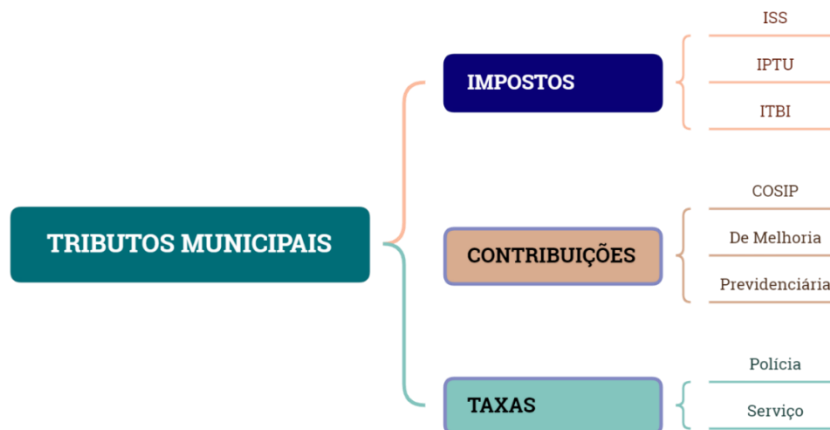 TRIBUTOS MUNICIPAIS
IMPOSTOS
ISS
IPTU
ITBI
CONTRIBUIÇÕES
COSIP
De Melhoria
Previdenciária
TAXAS
Polícia
Serviço